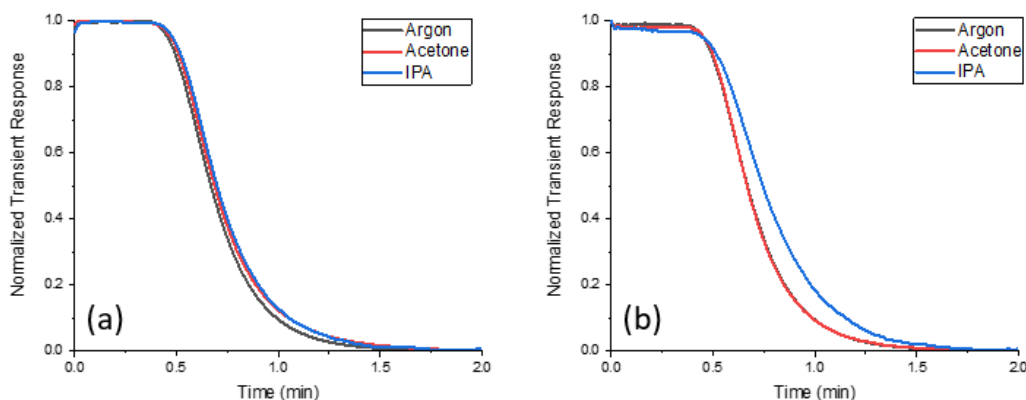 Normalized Transient Response
1.0
0.8
0.6
0.4
0.2
0.0
Argon
Acetone
IPA
(a)
0.0 0.5 1.0 1.5 2.0
Time (min)
Normalized Transient Response
1.0
0.8
0.6
0.4
0.2
0.0
Argon
Acetone
IPA
(b)
0.0 0.5 1.0 1.5 2.0
Time (min)